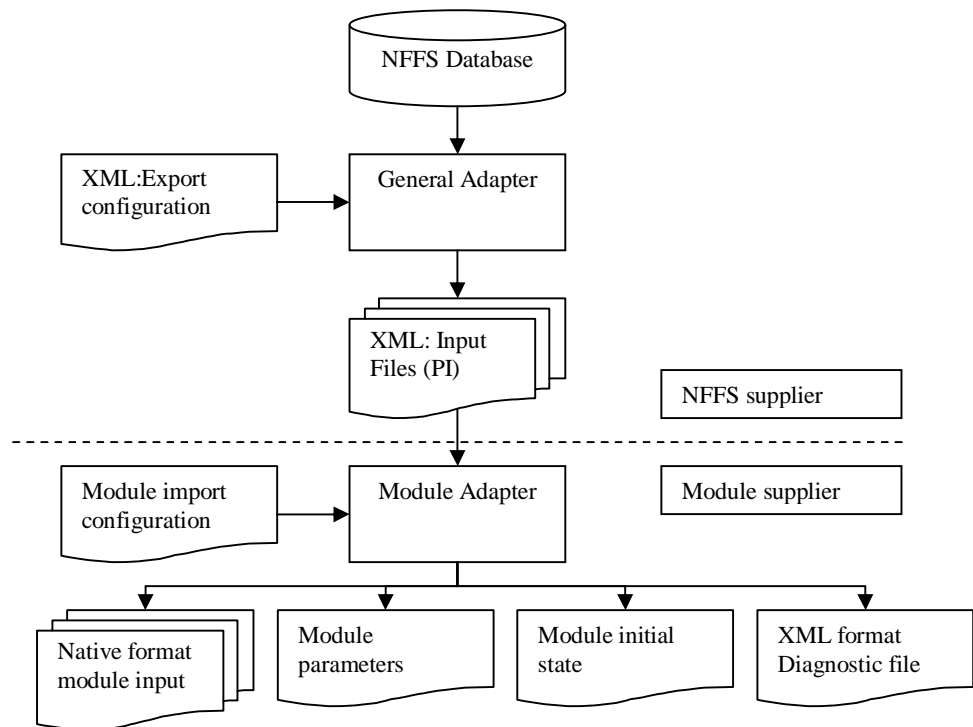 NFFS Database
XML:Export
configuration
General Adapter
XML: Input
Files (PI)
NFFS supplier
Module import
configuration
Module Adapter
Module supplier
Native format
module input
Module
parameters
Module initial
state
XML format
Diagnostic file